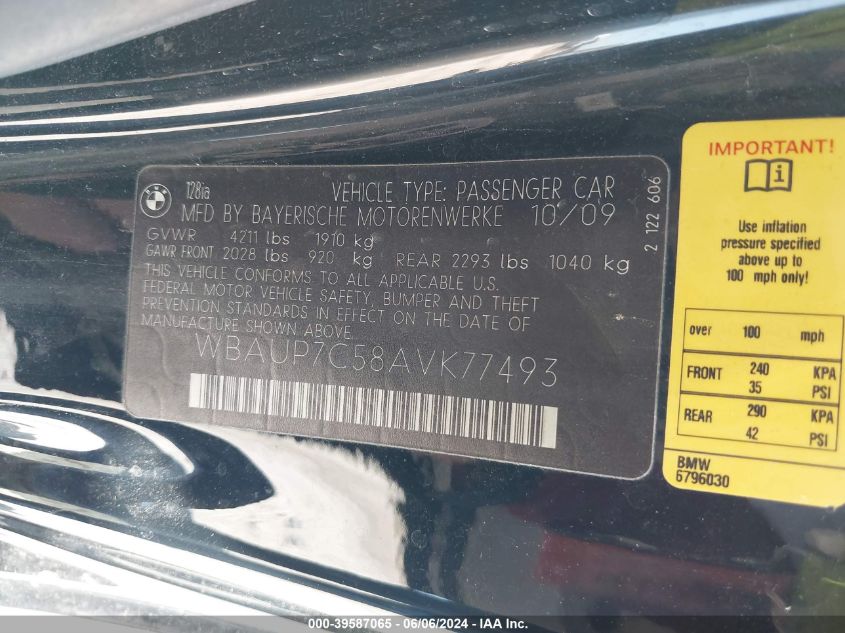 BMW
128ia
VEHICLE TYPE: PASSENGER CAR
MFD BY BAYERISCHE MOTORENWERKE 10/09
GVWR 4211 lbs 1910 kg
GAWR FRONT 2028 lbs 920 kg REAR 2293 lbs 1040 kg
THIS VEHICLE CONFORMS TO ALL APPLICABLE U.S.
FEDERAL MOTOR VEHICLE SAFETY, BUMPER AND THEFT
PREVENTION STANDARDS IN EFFECT ON THE DATE OF
MANUFACTURE SHOWN ABOVE.
WBAUP7C58AVK77493
2 122 606
IMPORTANT!
i
Use inflation
pressure specified
above up to
100 mph only!
over 100 mph
FRONT 240 KPA
35 PSI
REAR 290 KPA
42 PSI
BMW
6796030
000-39587065 - 06/06/2024 - IAA Inc.